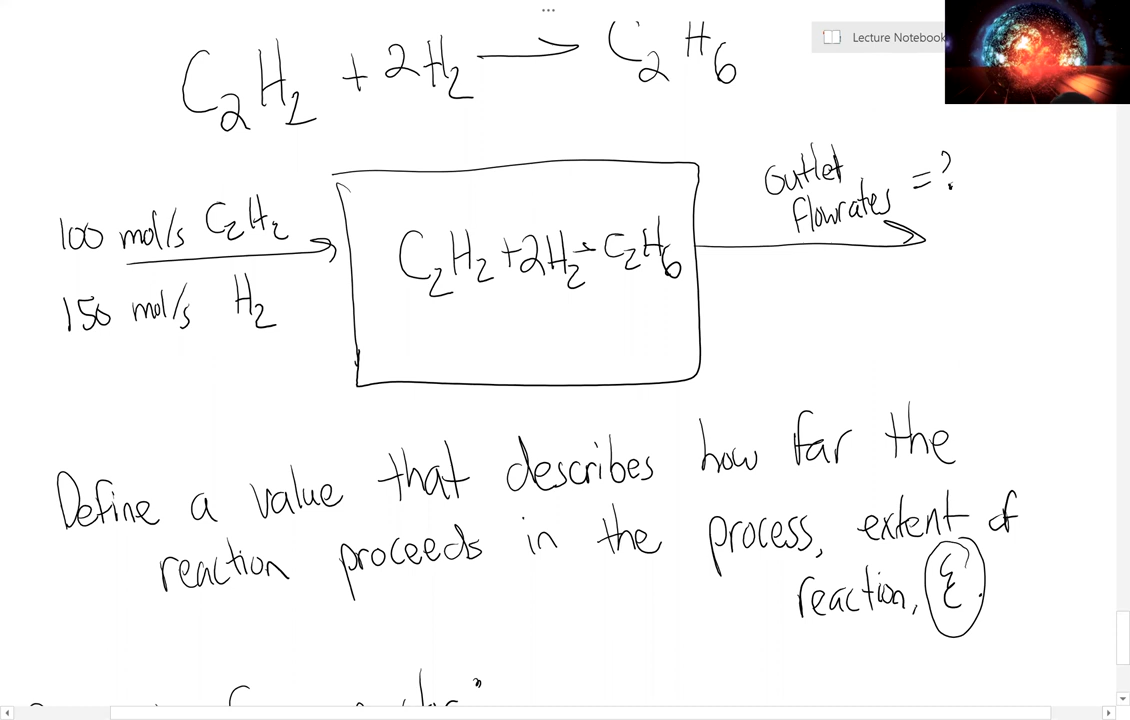 C2H2 + 2H2 → C2H6
Lecture Notebook
100 mol/s C2H2
150 mol/s H2
C2H2 + 2H2 → C2H6
Outlet
flowrates = ?
Define a value that describes how far the
reaction proceeds in the process, extent of
reaction, ξ.